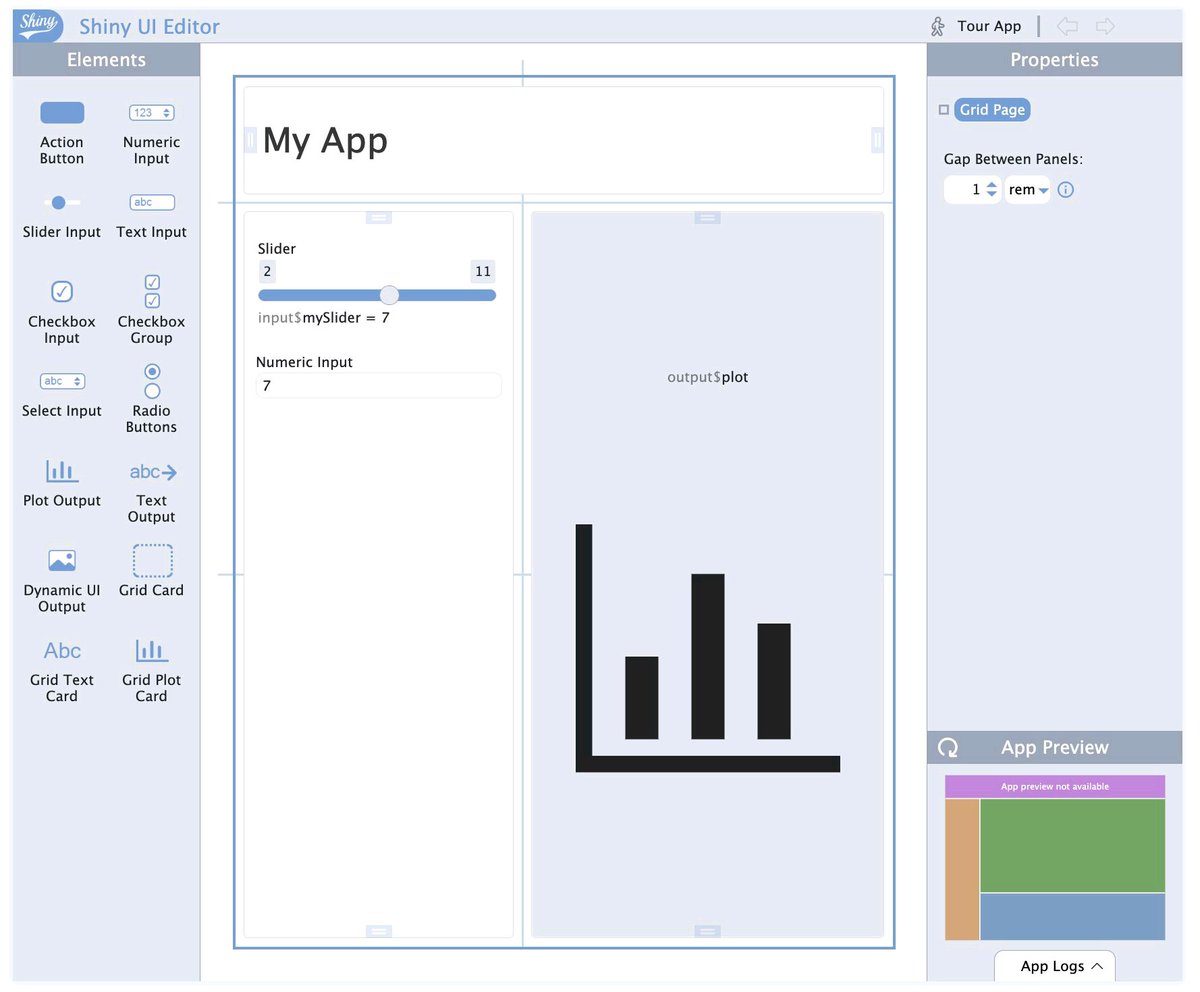 Shiny
Shiny UI Editor
Tour App
Elements
Action
Button
123
Numeric
Input
Slider Input
abc
Text Input
Checkbox
Input
Checkbox
Group
abc
Select Input
Radio
Buttons
Plot Output
abc
Text
Output
Dynamic UI
Output
Grid Card
Abc
Grid Text
Card
Grid Plot
Card
My App
Slider
2
11
input$mySlider = 7
Numeric Input
7
output$plot
Properties
Grid Page
Gap Between Panels:
1
rem
i
App Preview
App preview not available
App Logs